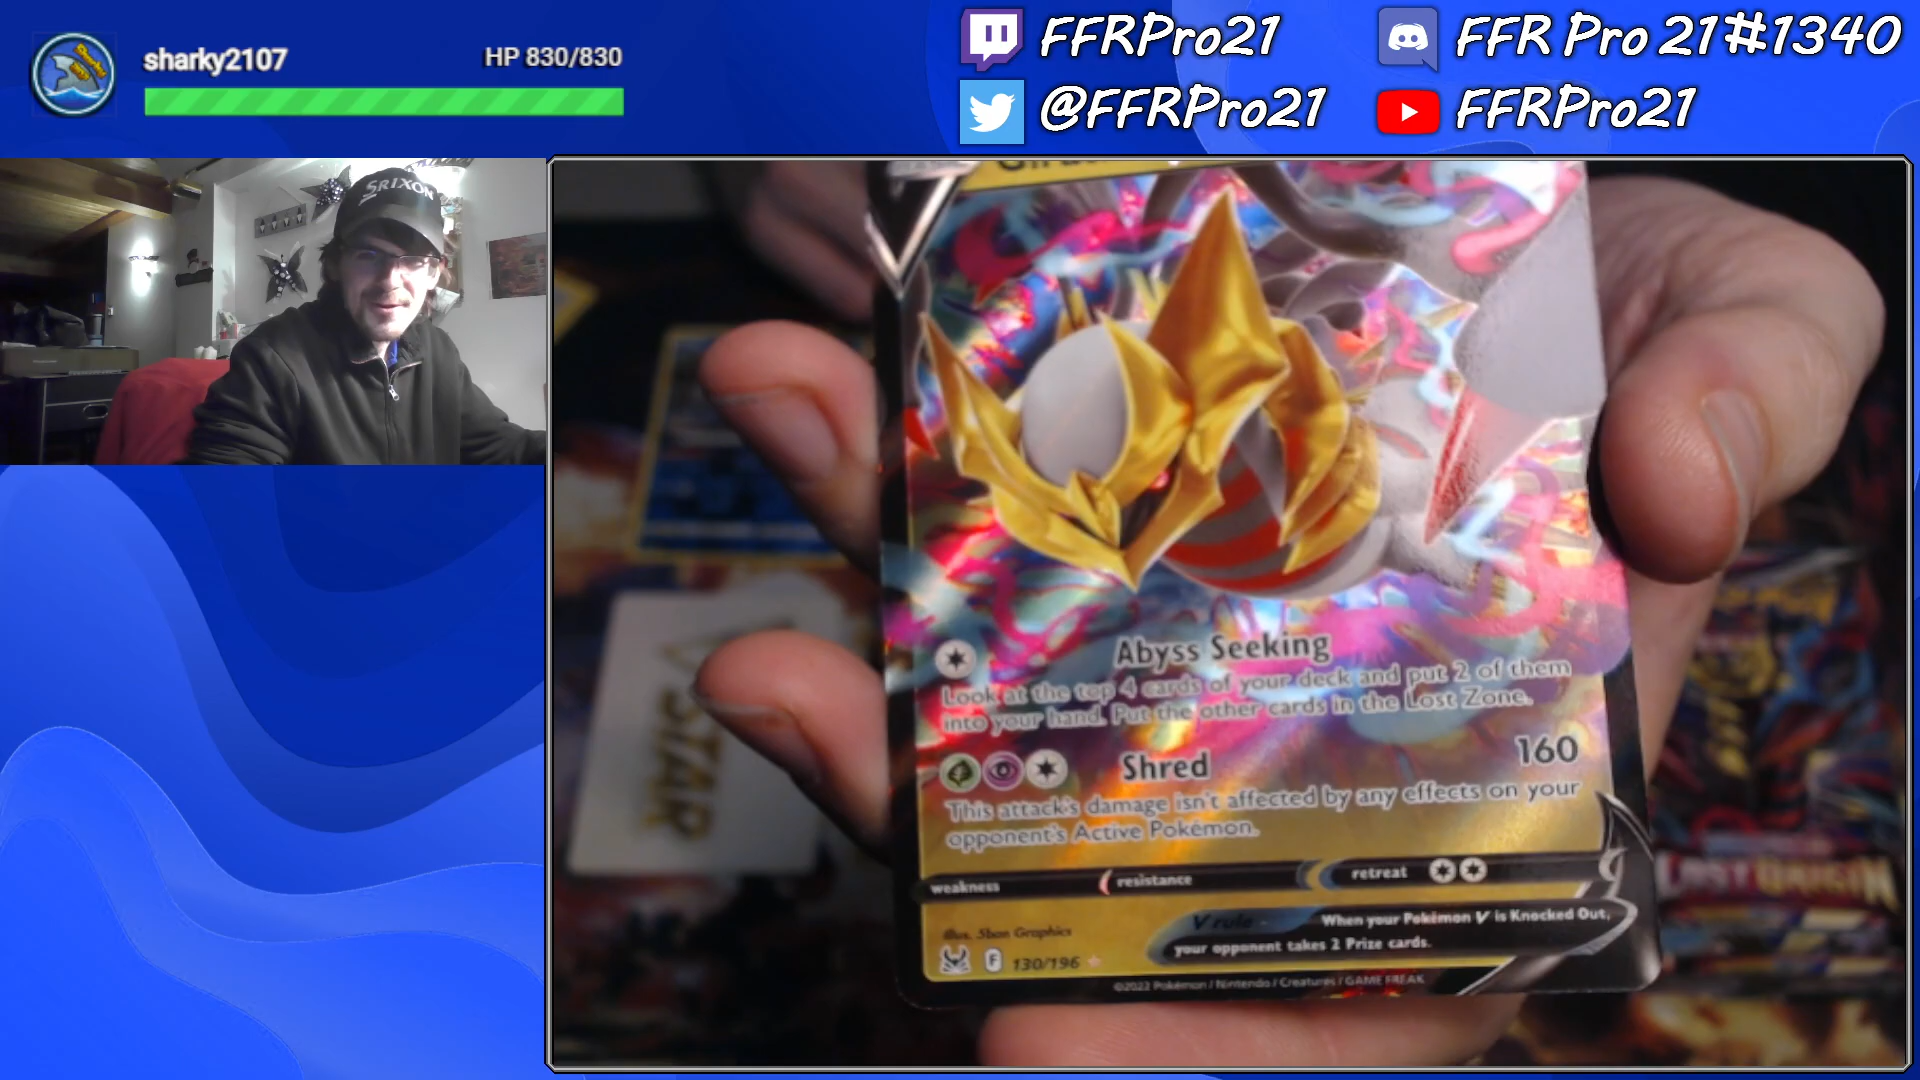 sharky2107
HP 830/830
FFRPro21
FFR Pro 21#1340
@FFRPro21
FFRPro21
SRIXON
Abyss Seeking
Look at the top 4 cards of your deck and put 2 of them
into your hand. Put the other cards in the Lost Zone.
Shred 160
This attack's damage isn't affected by any effects on your
opponent's Active Pokémon.
weakness resistance retreat
V rule When your Pokémon V is Knocked Out,
your opponent takes 2 Prize cards.
Illus. 5ban Graphics
F 130/196
©2022 Pokémon / Nintendo / Creatures / GAME FREAK
VSTAR
LOST ORIGIN